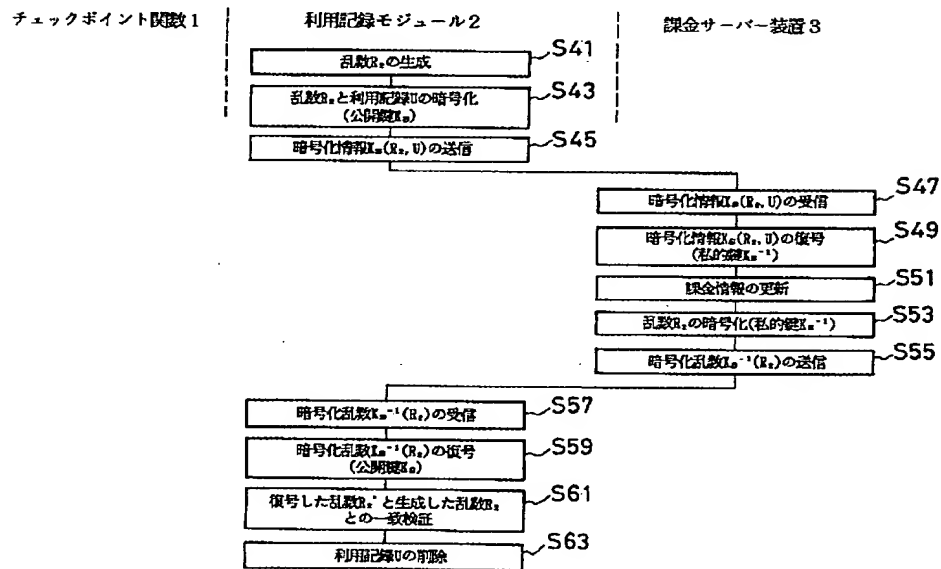 チェックポイント関数1
利用記録モジュール2
課金サーバー装置3
乱数R₂の生成
S41
乱数R₂と利用記録Uの暗号化
(公開鍵Kₘ)
S43
暗号化情報Kₘ(R₂,U)の送信
S45
暗号化情報Kₘ(R₂,U)の受信
S47
暗号化情報Kₘ(R₂,U)の復号
(私的鍵Kₘ⁻¹)
S49
課金情報の更新
S51
乱数R₂の暗号化(私的鍵Kₘ⁻¹)
S53
暗号化乱数Kₘ⁻¹(R₂)の送信
S55
暗号化乱数Kₘ⁻¹(R₂)の受信
S57
暗号化乱数Kₘ⁻¹(R₂)の復号
(公開鍵Kₘ)
S59
復号した乱数R₂'と生成した乱数R₂
との一致検証
S61
利用記録Uの削除
S63